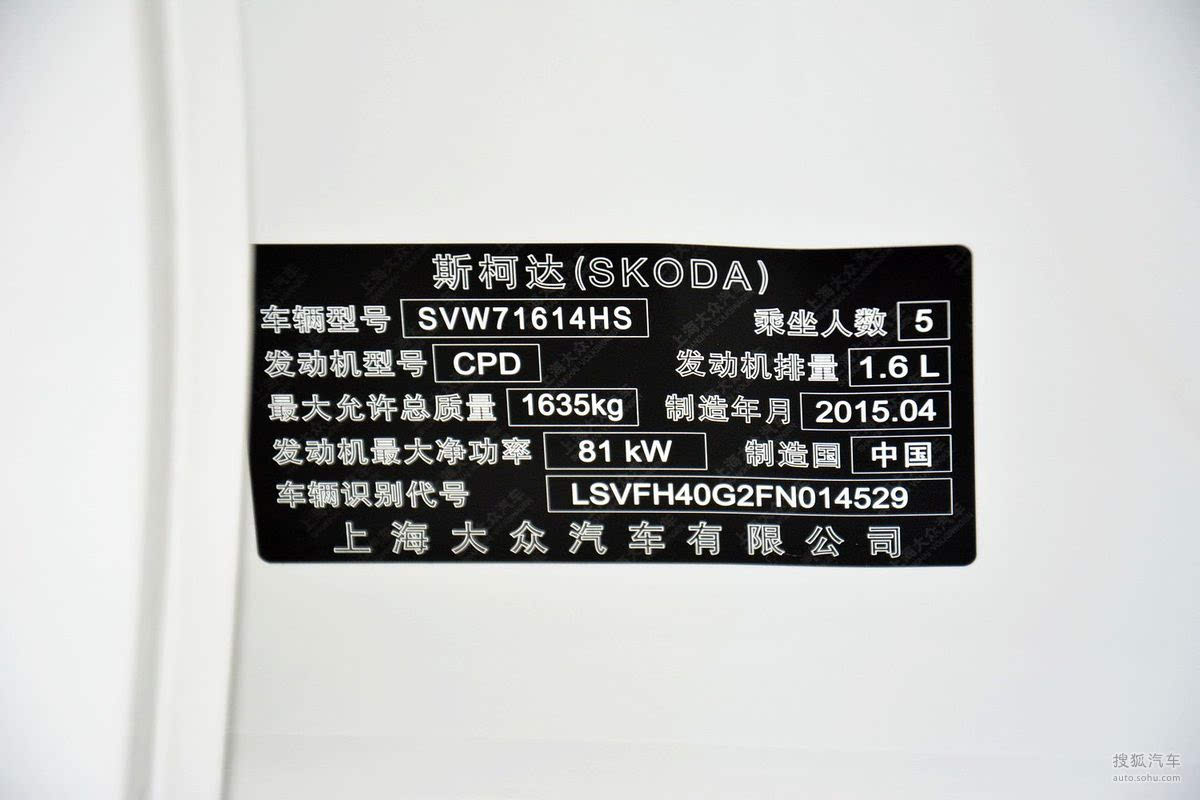 斯柯达(SKODA)
车辆型号 SVW71614HS 乘坐人数 5
发动机型号 CPD 发动机排量 1.6 L
最大允许总质量 1635kg 制造年月 2015.04
发动机最大净功率 81 kW 制造国 中国
车辆识别代号 LSVFH40G2FN014529
上海大众汽车有限公司
搜狐汽车
auto.sohu.com